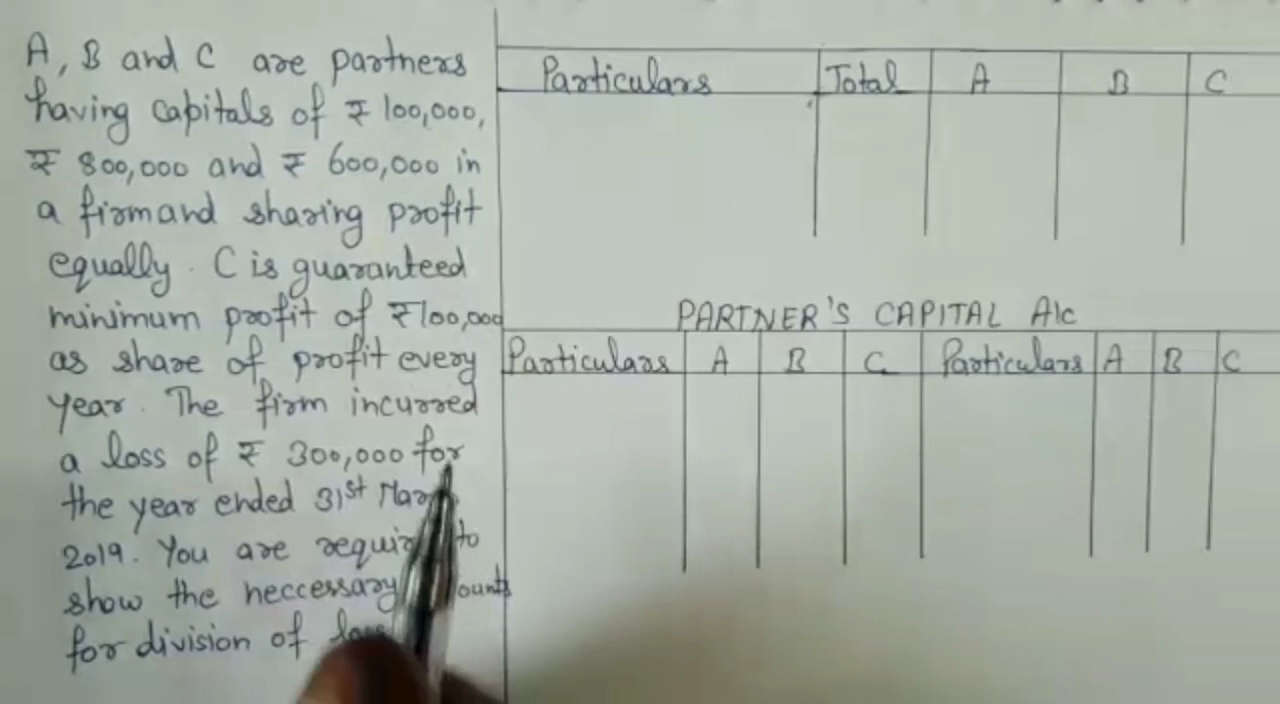 A, B and C are partners
having capitals of ₹ 100,000,
₹ 800,000 and ₹ 600,000 in
a firm and sharing profit
equally. C is guaranteed
minimum profit of ₹100,000
as share of profit every
year. The firm incurred
a loss of ₹ 300,000 for
the year ended 31st
2019. You are to
show the neccessary
for division of
Particulars Total A B C
PARTNER'S CAPITAL A/c
Particulars A B C Particulars A B C